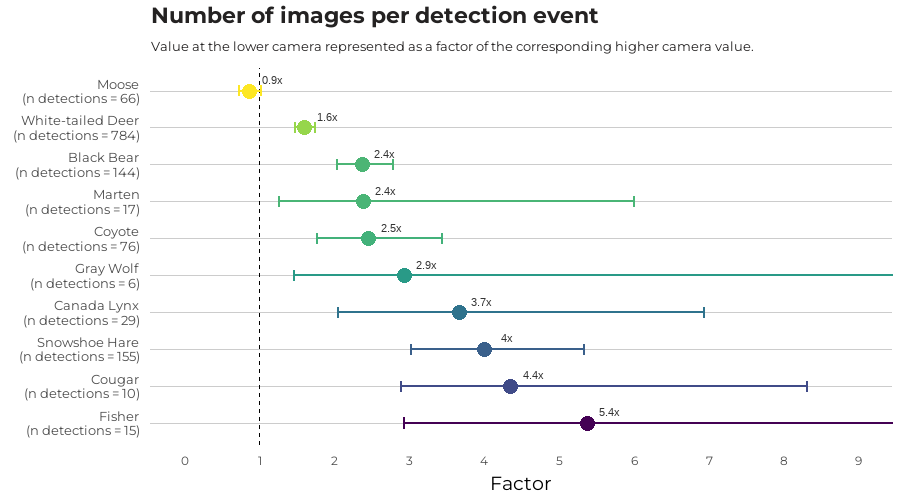 Number of images per detection event
Value at the lower camera represented as a factor of the corresponding higher camera value.
Moose
(n detections = 66)
0.9x
White-tailed Deer
(n detections = 784)
1.6x
Black Bear
(n detections = 144)
2.4x
Marten
(n detections = 17)
2.4x
Coyote
(n detections = 76)
2.5x
Gray Wolf
(n detections = 6)
2.9x
Canada Lynx
(n detections = 29)
3.7x
Snowshoe Hare
(n detections = 155)
4x
Cougar
(n detections = 10)
4.4x
Fisher
(n detections = 15)
5.4x
0 1 2 3 4 5 6 7 8 9
Factor